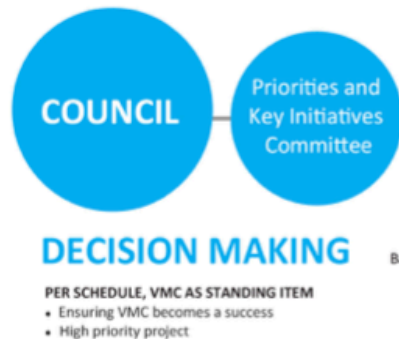 COUNCIL
Priorities and
Key Initiatives
Committee
DECISION MAKING
PER SCHEDULE, VMC AS STANDING ITEM
• Ensuring VMC becomes a success
• High priority project